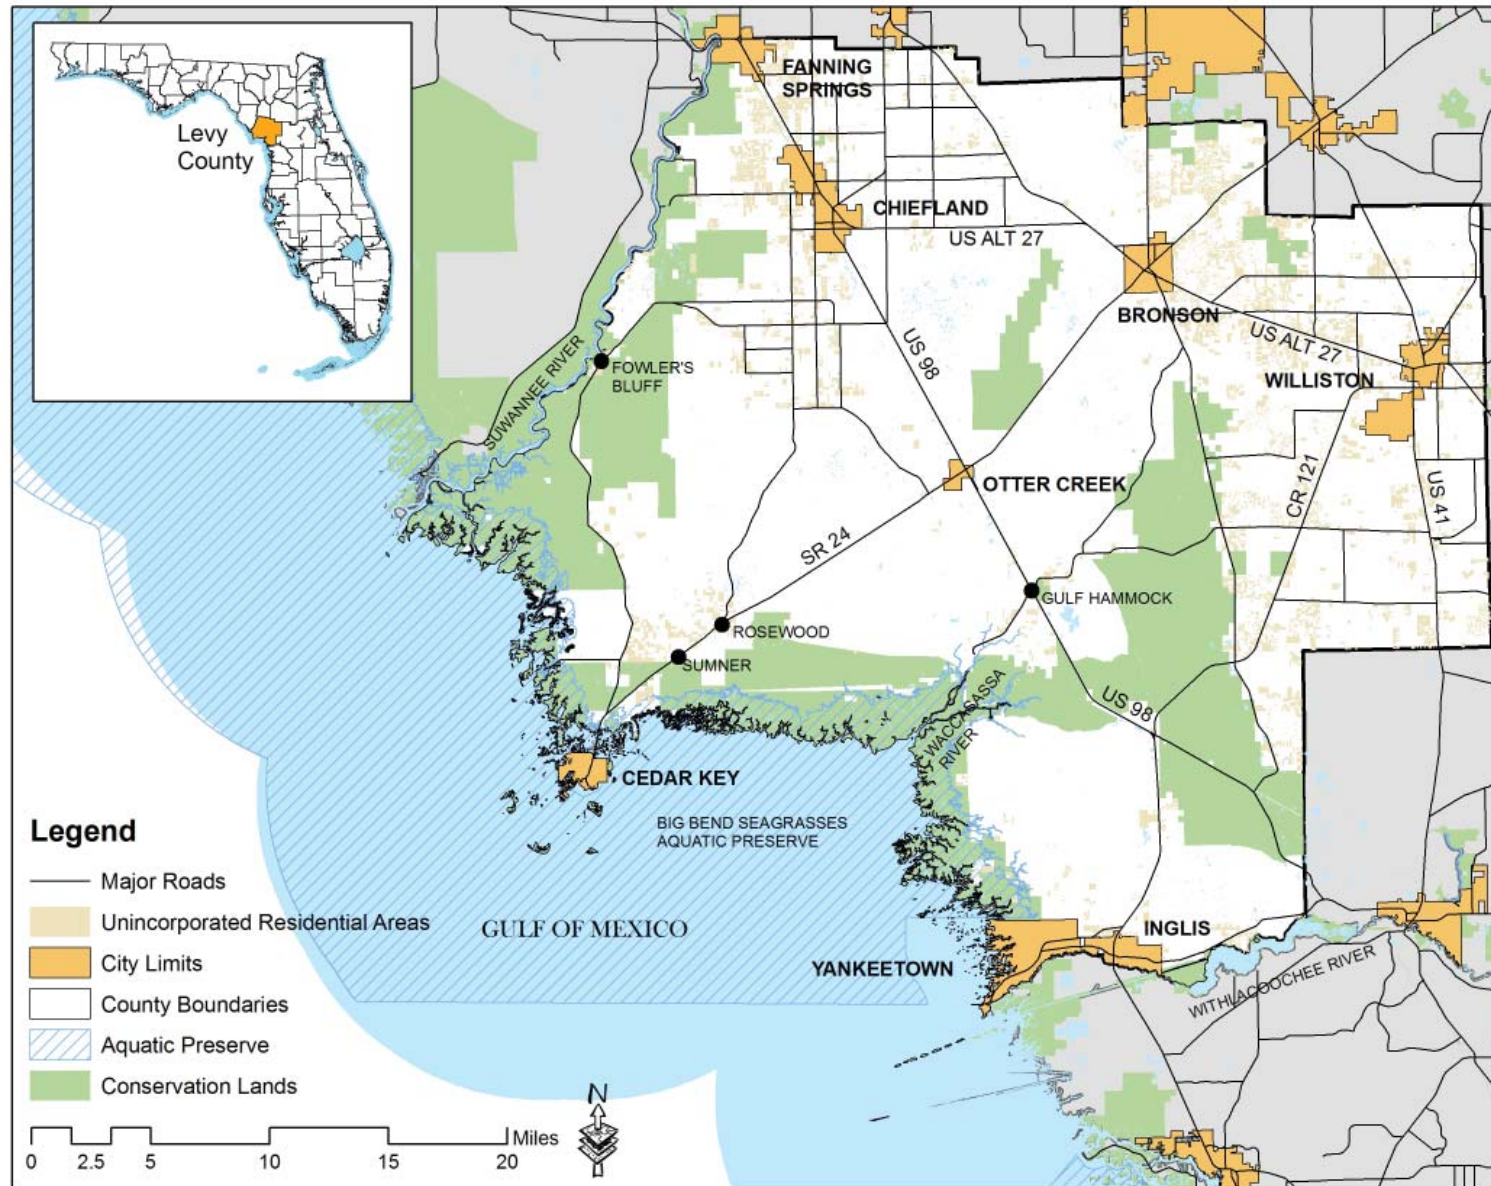 Levy
County
FANNING
SPRINGS
CHIEFLAND
US ALT 27
BRONSON
US ALT 27
WILLISTON
US 98
SUWANNEE RIVER
FOWLER'S
BLUFF
OTTER CREEK
CR 121
US 41
SR 24
GULF HAMMOCK
ROSEWOOD
SUMNER
WACCASASSA
RIVER
US 98
CEDAR KEY
BIG BEND SEAGRASSES
AQUATIC PRESERVE
GULF OF MEXICO
INGLIS
YANKEETOWN
WITHLACOOCHEE RIVER
Legend
Major Roads
Unincorporated Residential Areas
City Limits
County Boundaries
Aquatic Preserve
Conservation Lands
Miles
0 2.5 5 10 15 20
N